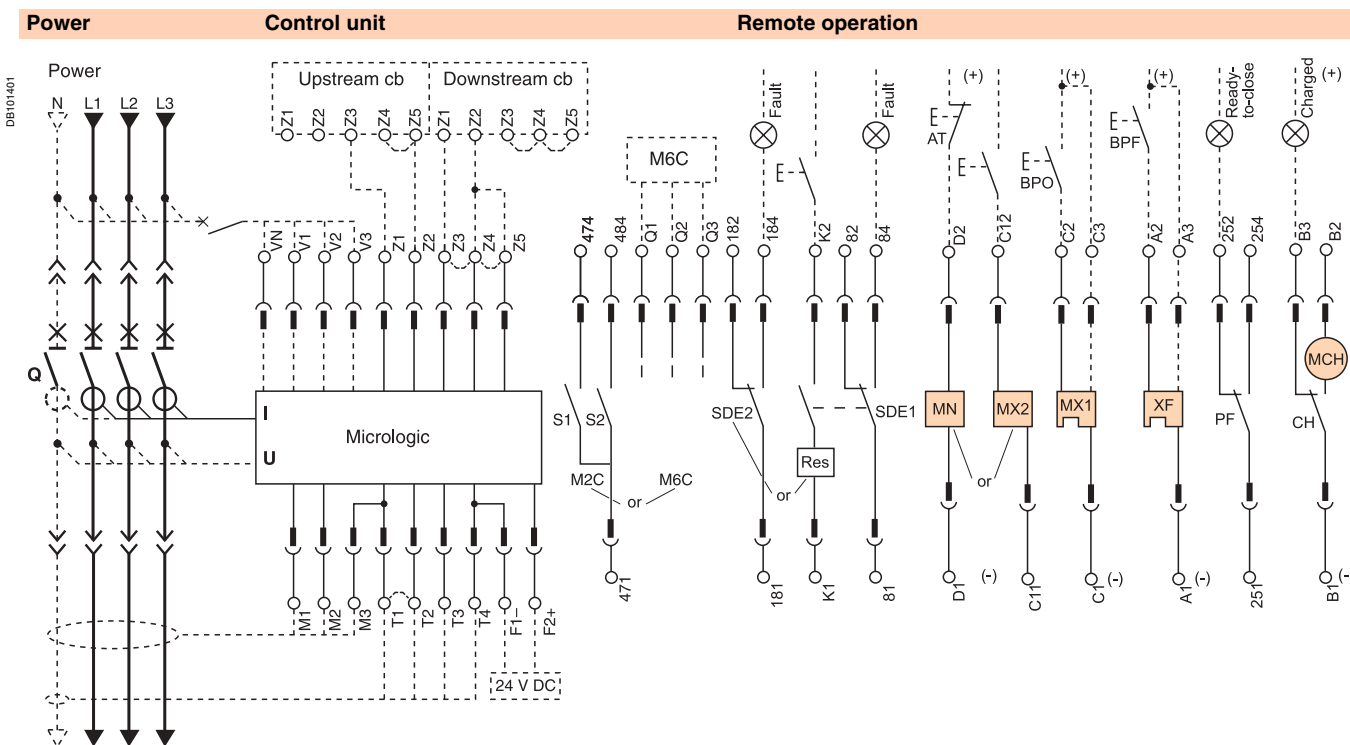 Power Control unit Remote operation
DB101401
Power
N L1 L2 L3
Upstream cb Downstream cb
Z1 Z2 Z3 Z4 Z5 Z1 Z2 Z3 Z4 Z5
M6C
Fault Fault
AT (+)
BPO (+)
BPF (+)
Ready-
to-close
Charged (+)
VN V1 V2 V3 Z1 Z2 Z3 Z4 Z5
474 484 Q1 Q2 Q3 182 184 K2 82 84 D2 C12 C2 C3 A2 A3 252 254 B3 B2
Q
I
U
Micrologic
S1 S2
M2C or M6C
SDE2 or Res
SDE1
MN or MX2
MX1
XF
PF
CH
MCH
M1 M2 M3 T1 T2 T3 T4 F1– F2+
24 V DC
471 181 K1 81 D1 (-) C11 C1 (-) A1 (-) 251 B1 (-